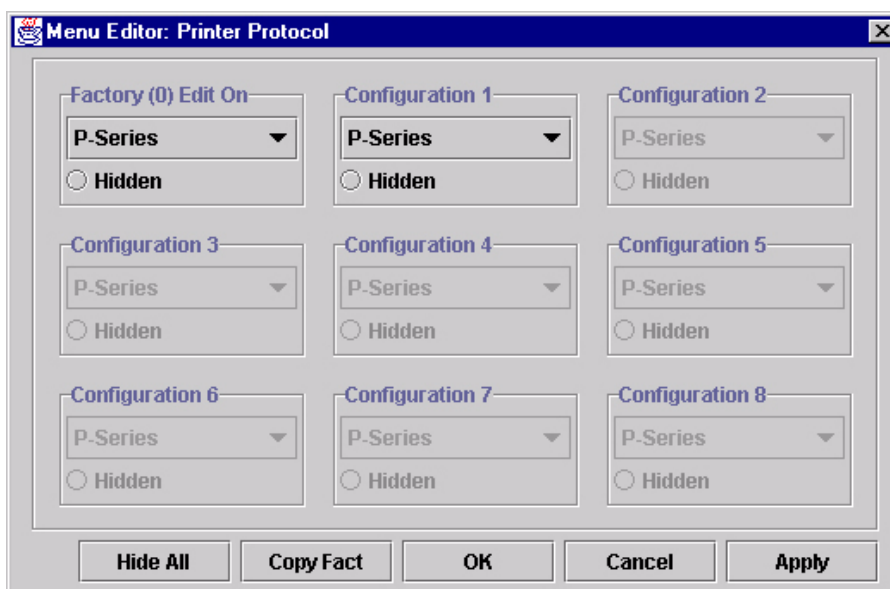 Menu Editor: Printer Protocol
Factory (0) Edit On Configuration 1 Configuration 2
P-Series P-Series P-Series
Hidden Hidden Hidden
Configuration 3 Configuration 4 Configuration 5
P-Series P-Series P-Series
Hidden Hidden Hidden
Configuration 6 Configuration 7 Configuration 8
P-Series P-Series P-Series
Hidden Hidden Hidden
Hide All Copy Fact OK Cancel Apply